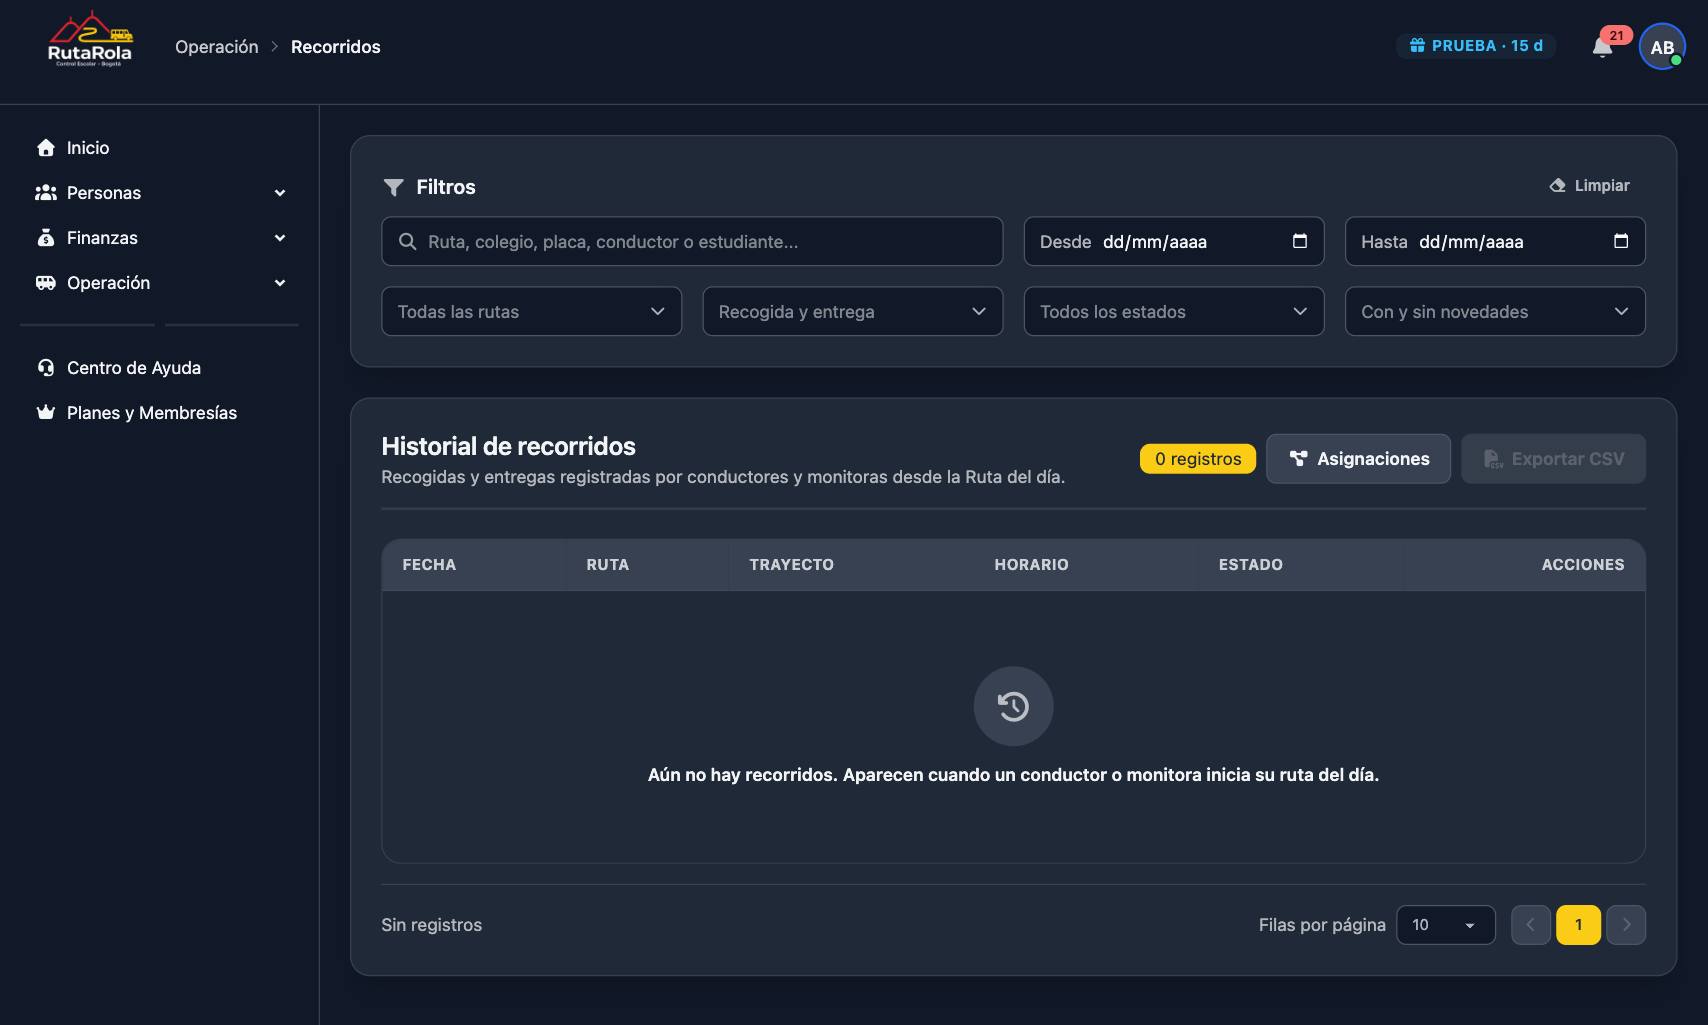 RutaRola
Control Escolar - Bogotá
Operación > Recorridos
PRUEBA · 15 d
21
AB
Inicio
Personas
Finanzas
Operación
Centro de Ayuda
Planes y Membresías
Filtros
Limpiar
Ruta, colegio, placa, conductor o estudiante...
Desde dd/mm/aaaa
Hasta dd/mm/aaaa
Todas las rutas
Recogida y entrega
Todos los estados
Con y sin novedades
Historial de recorridos
Recogidas y entregas registradas por conductores y monitoras desde la Ruta del día.
0 registros
Asignaciones
CSV
Exportar CSV
FECHA RUTA TRAYECTO HORARIO ESTADO ACCIONES
Aún no hay recorridos. Aparecen cuando un conductor o monitora inicia su ruta del día.
Sin registros
Filas por página 10
1